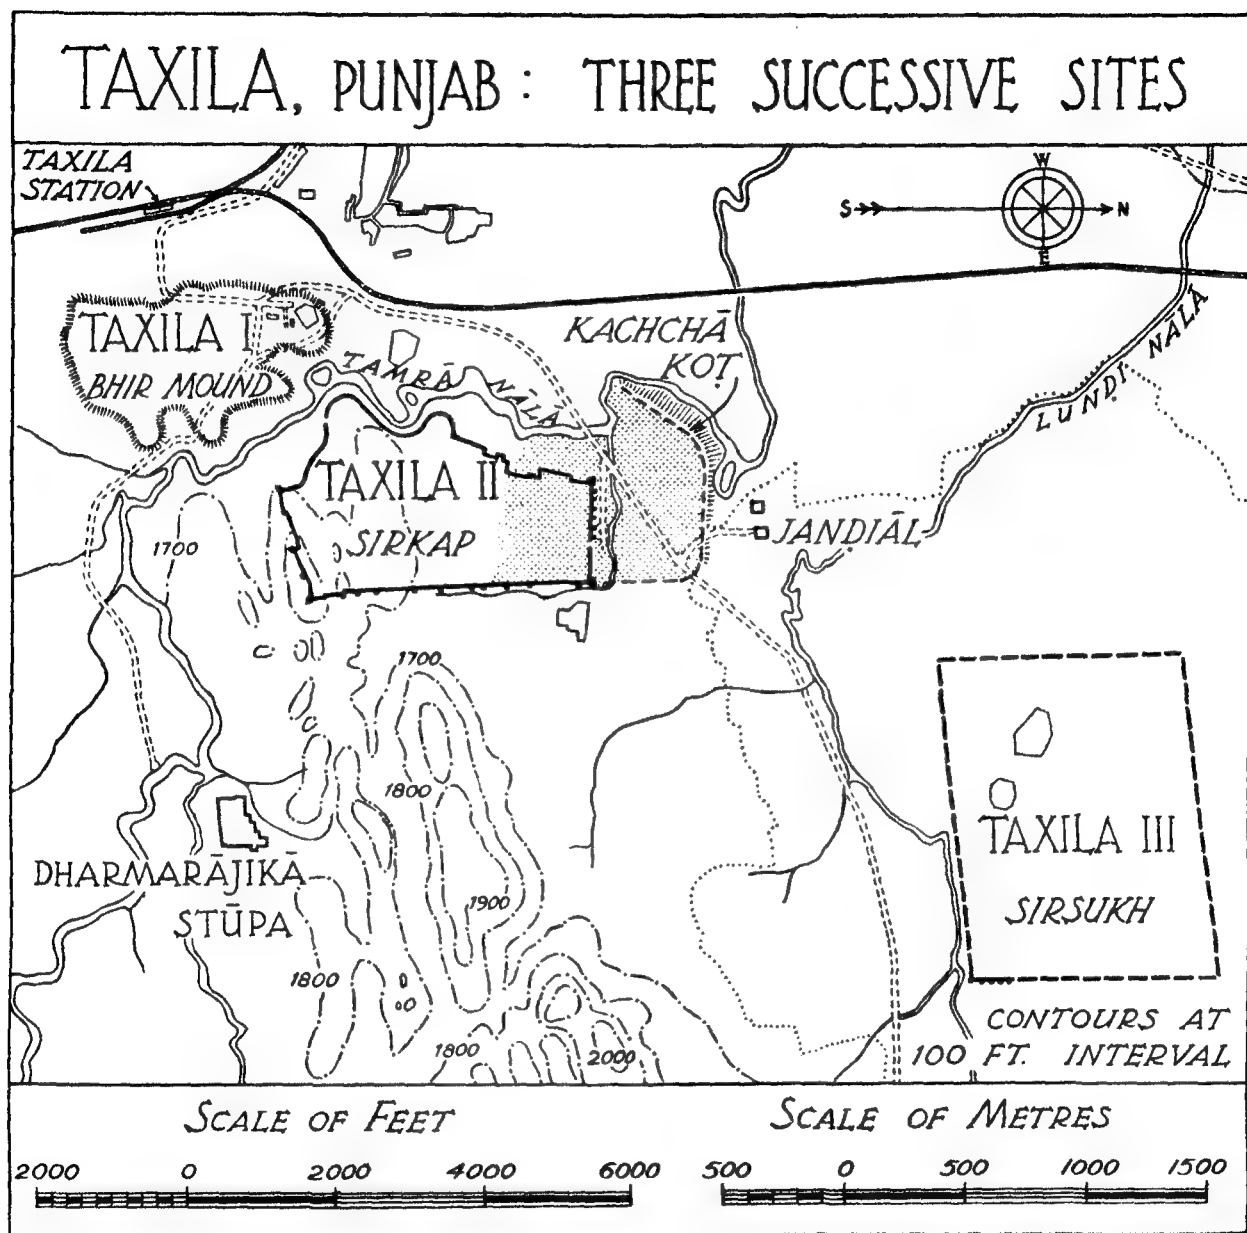 TAXILA, PUNJAB : THREE SUCCESSIVE SITES
TAXILA
STATION
W
S
N
E
TAXILA I
BHIR MOUND
TAMRĀ NĀLA
KACHCHĀ
KOṬ
LUNDI NĀLA
TAXILA II
SIRKAP
JANDIĀL
1700
1700
1800
1900
1800
1800
2000
DHARMARĀJIKĀ
STŪPA
TAXILA III
SIRSUKH
CONTOURS AT
100 FT. INTERVAL
SCALE OF FEET
2000 0 2000 4000 6000
SCALE OF METRES
500 0 500 1000 1500